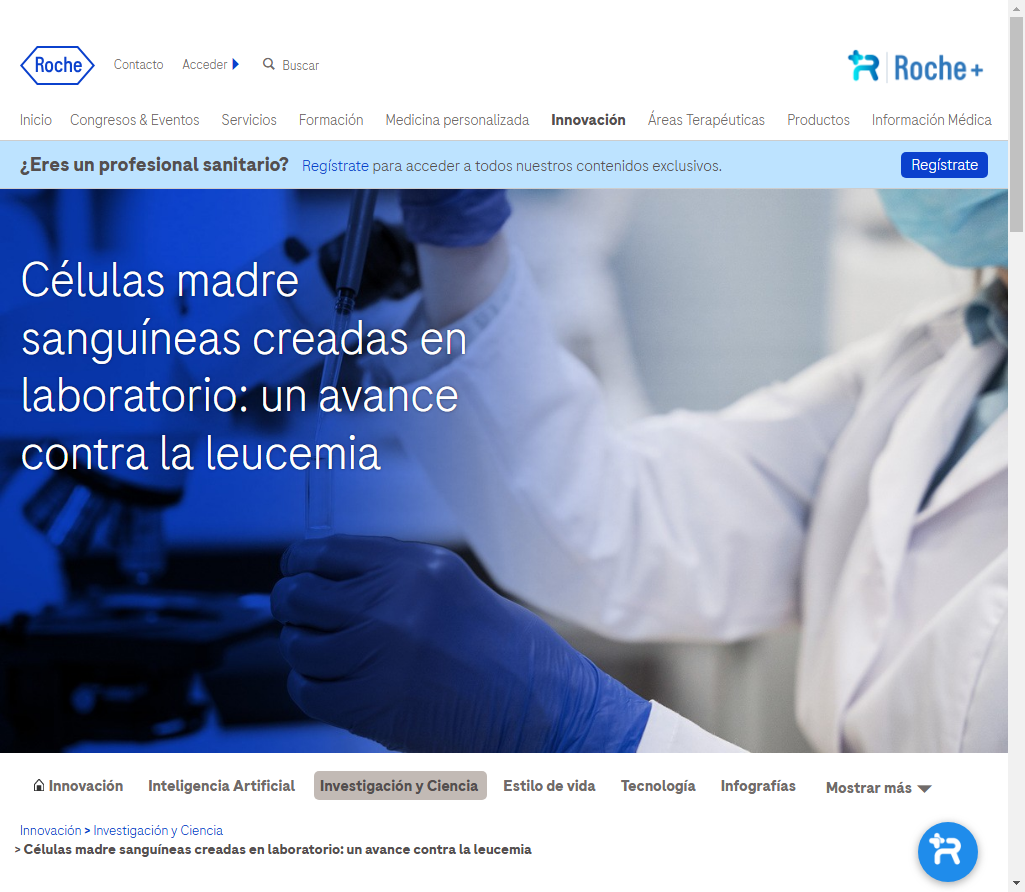 Roche
Contacto
Acceder
Buscar
Roche+
Inicio
Congresos & Eventos
Servicios
Formación
Medicina personalizada
Innovación
Áreas Terapéuticas
Productos
Información Médica
¿Eres un profesional sanitario? Regístrate para acceder a todos nuestros contenidos exclusivos.
Regístrate
Células madre
sanguíneas creadas en
laboratorio: un avance
contra la leucemia
Innovación
Inteligencia Artificial
Investigación y Ciencia
Estilo de vida
Tecnología
Infografías
Mostrar más
Innovación > Investigación y Ciencia
> Células madre sanguíneas creadas en laboratorio: un avance contra la leucemia